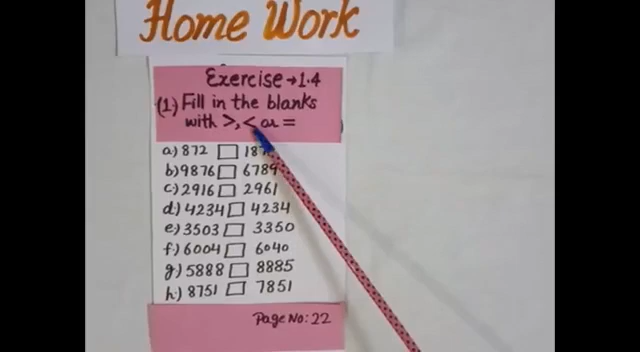 Home Work
Exercise→1.4
(1) Fill in the blanks
with >, < or =
a.) 872 □
b.) 9876 □ 6789
c.) 2916 □ 2961
d.) 4234 □ 4234
e.) 3503 □ 3350
f.) 6004 □ 6040
g.) 5888 □ 8885
h.) 8751 □ 7851
Page No: 22